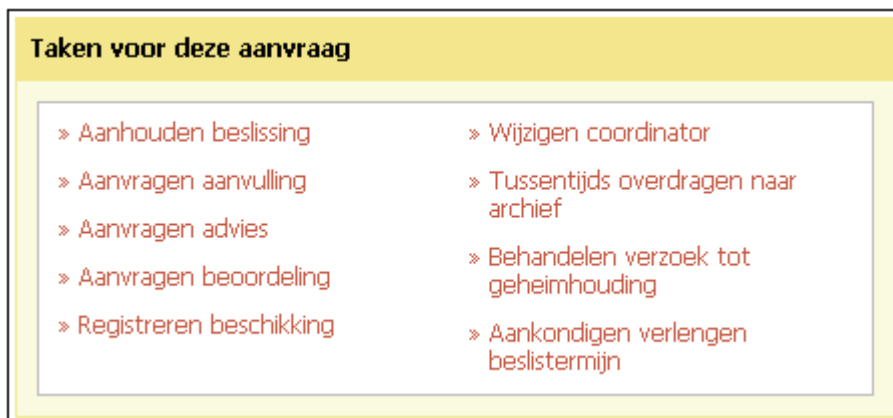 Taken voor deze aanvraag
» Aanhouden beslissing
» Aanvragen aanvulling
» Aanvragen advies
» Aanvragen beoordeling
» Registreren beschikking
» Wijzigen coordinator
» Tussentijds overdragen naar
archief
» Behandelen verzoek tot
geheimhouding
» Aankondigen verlengen
beslistermijn